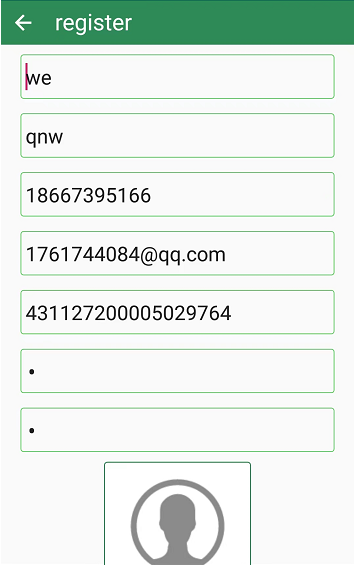 register
we
qnw
18667395166
1761744084@qq.com
431127200005029764
•
•